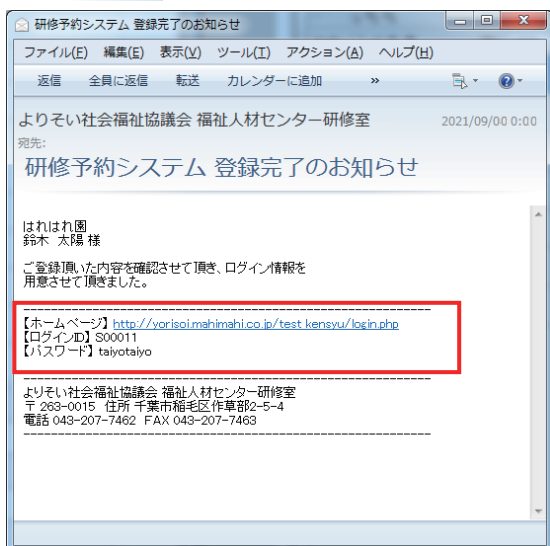 研修予約システム 登録完了のお知らせ
ファイル(F) 編集(E) 表示(V) ツール(T) アクション(A) ヘルプ(H)
返信 全員に返信 転送 カレンダーに追加 »
よりそい社会福祉協議会 福祉人材センター研修室 2021/09/00 0:00
宛先:
研修予約システム 登録完了のお知らせ
はれはれ園
鈴木 太陽 様
ご登録頂いた内容を確認させて頂き、ログイン情報を
用意させて頂きました。
------------------------------------------------------------
【ホームページ】 http://yorisoi.mahimahi.co.jp/test kensyu/login.php
【ログインID】 S00011
【パスワード】 taiyotaiyo
------------------------------------------------------------
よりそい社会福祉協議会 福祉人材センター研修室
〒 263-0015 住所 千葉市稲毛区作草部2-5-4
電話 043-207-7462 FAX 043-207-7463
------------------------------------------------------------